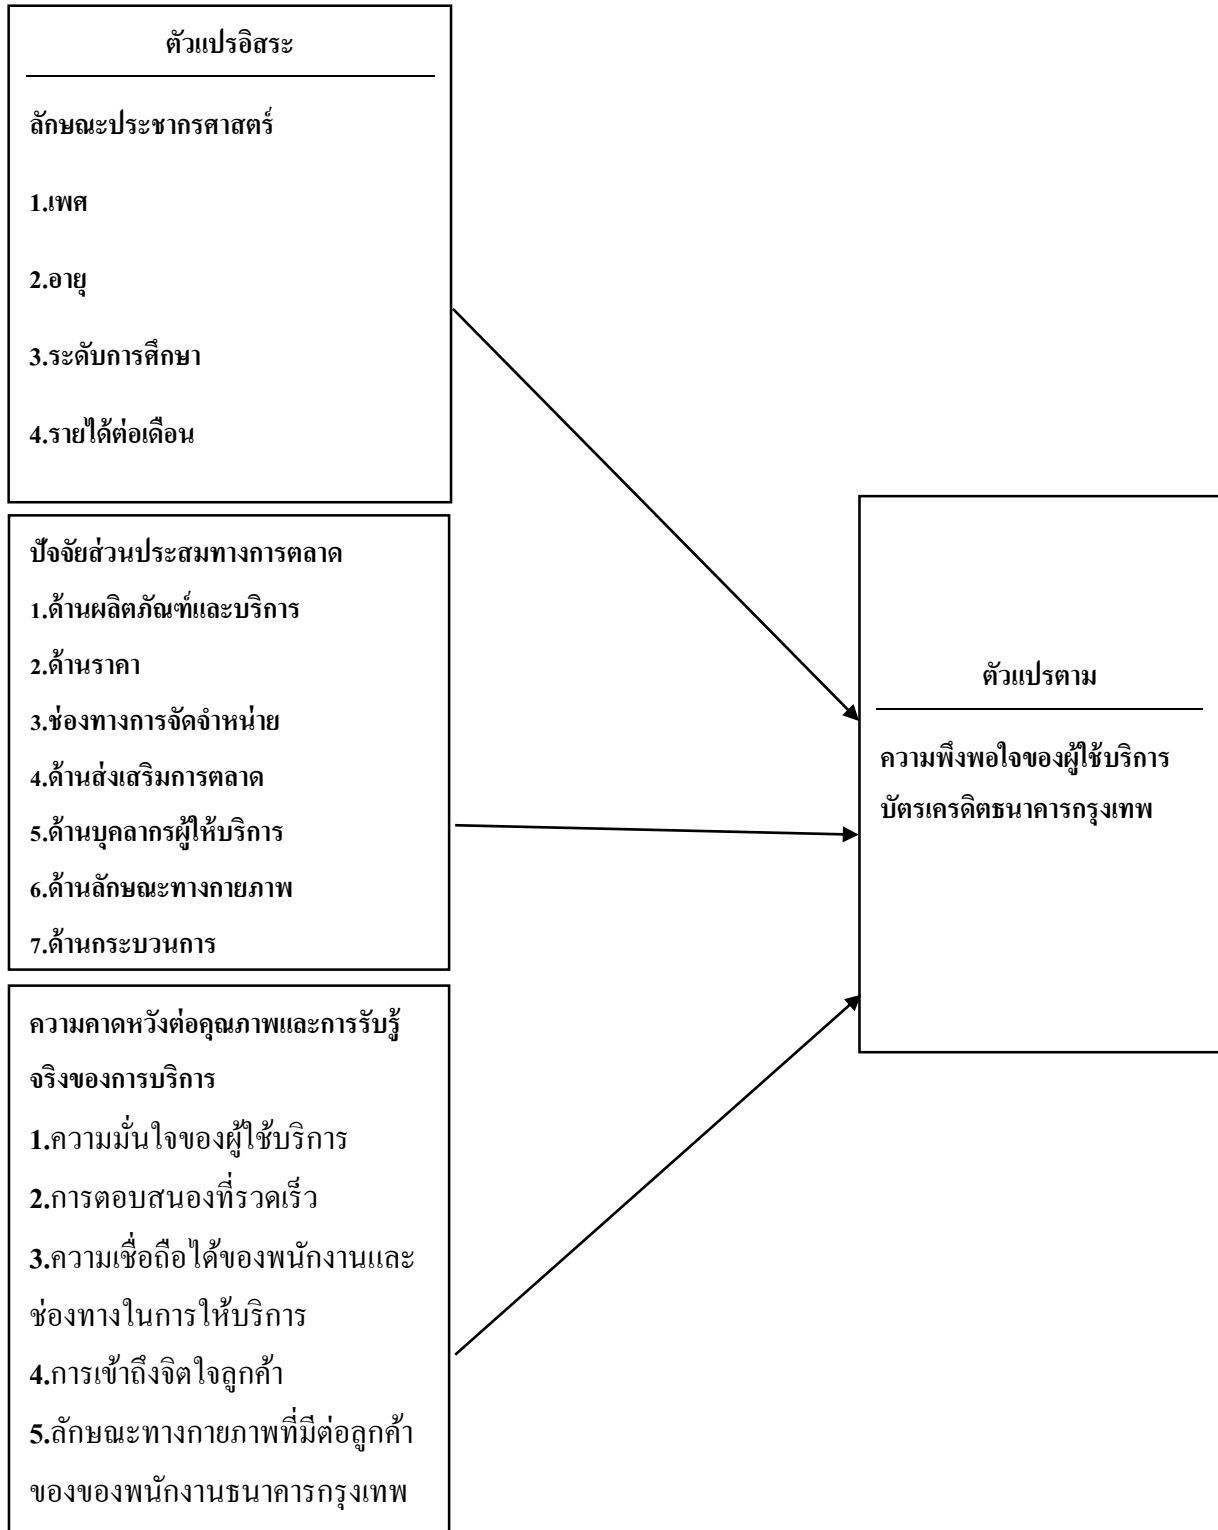 ตัวแปรอิสระ
ลักษณะประชากรศาสตร์
1.เพศ
2.อายุ
3.ระดับการศึกษา
4.รายได้ต่อเดือน
ปัจจัยส่วนประสมทางการตลาด
1.ด้านผลิตภัณฑ์และบริการ
2.ด้านราคา
3.ช่องทางการจัดจำหน่าย
4.ด้านส่งเสริมการตลาด
5.ด้านบุคลากรผู้ให้บริการ
6.ด้านลักษณะทางกายภาพ
7.ด้านกระบวนการ
ความคาดหวังต่อคุณภาพและการรับรู้
จริงของการบริการ
1.ความมั่นใจของผู้ใช้บริการ
2.การตอบสนองที่รวดเร็ว
3.ความเชื่อถือได้ของพนักงานและ
ช่องทางในการให้บริการ
4.การเข้าถึงจิตใจลูกค้า
5.ลักษณะทางกายภาพที่มีต่อลูกค้า
ของของพนักงานธนาคารกรุงเทพ
ตัวแปรตาม
ความพึงพอใจของผู้ใช้บริการ
บัตรเครดิตธนาคารกรุงเทพ